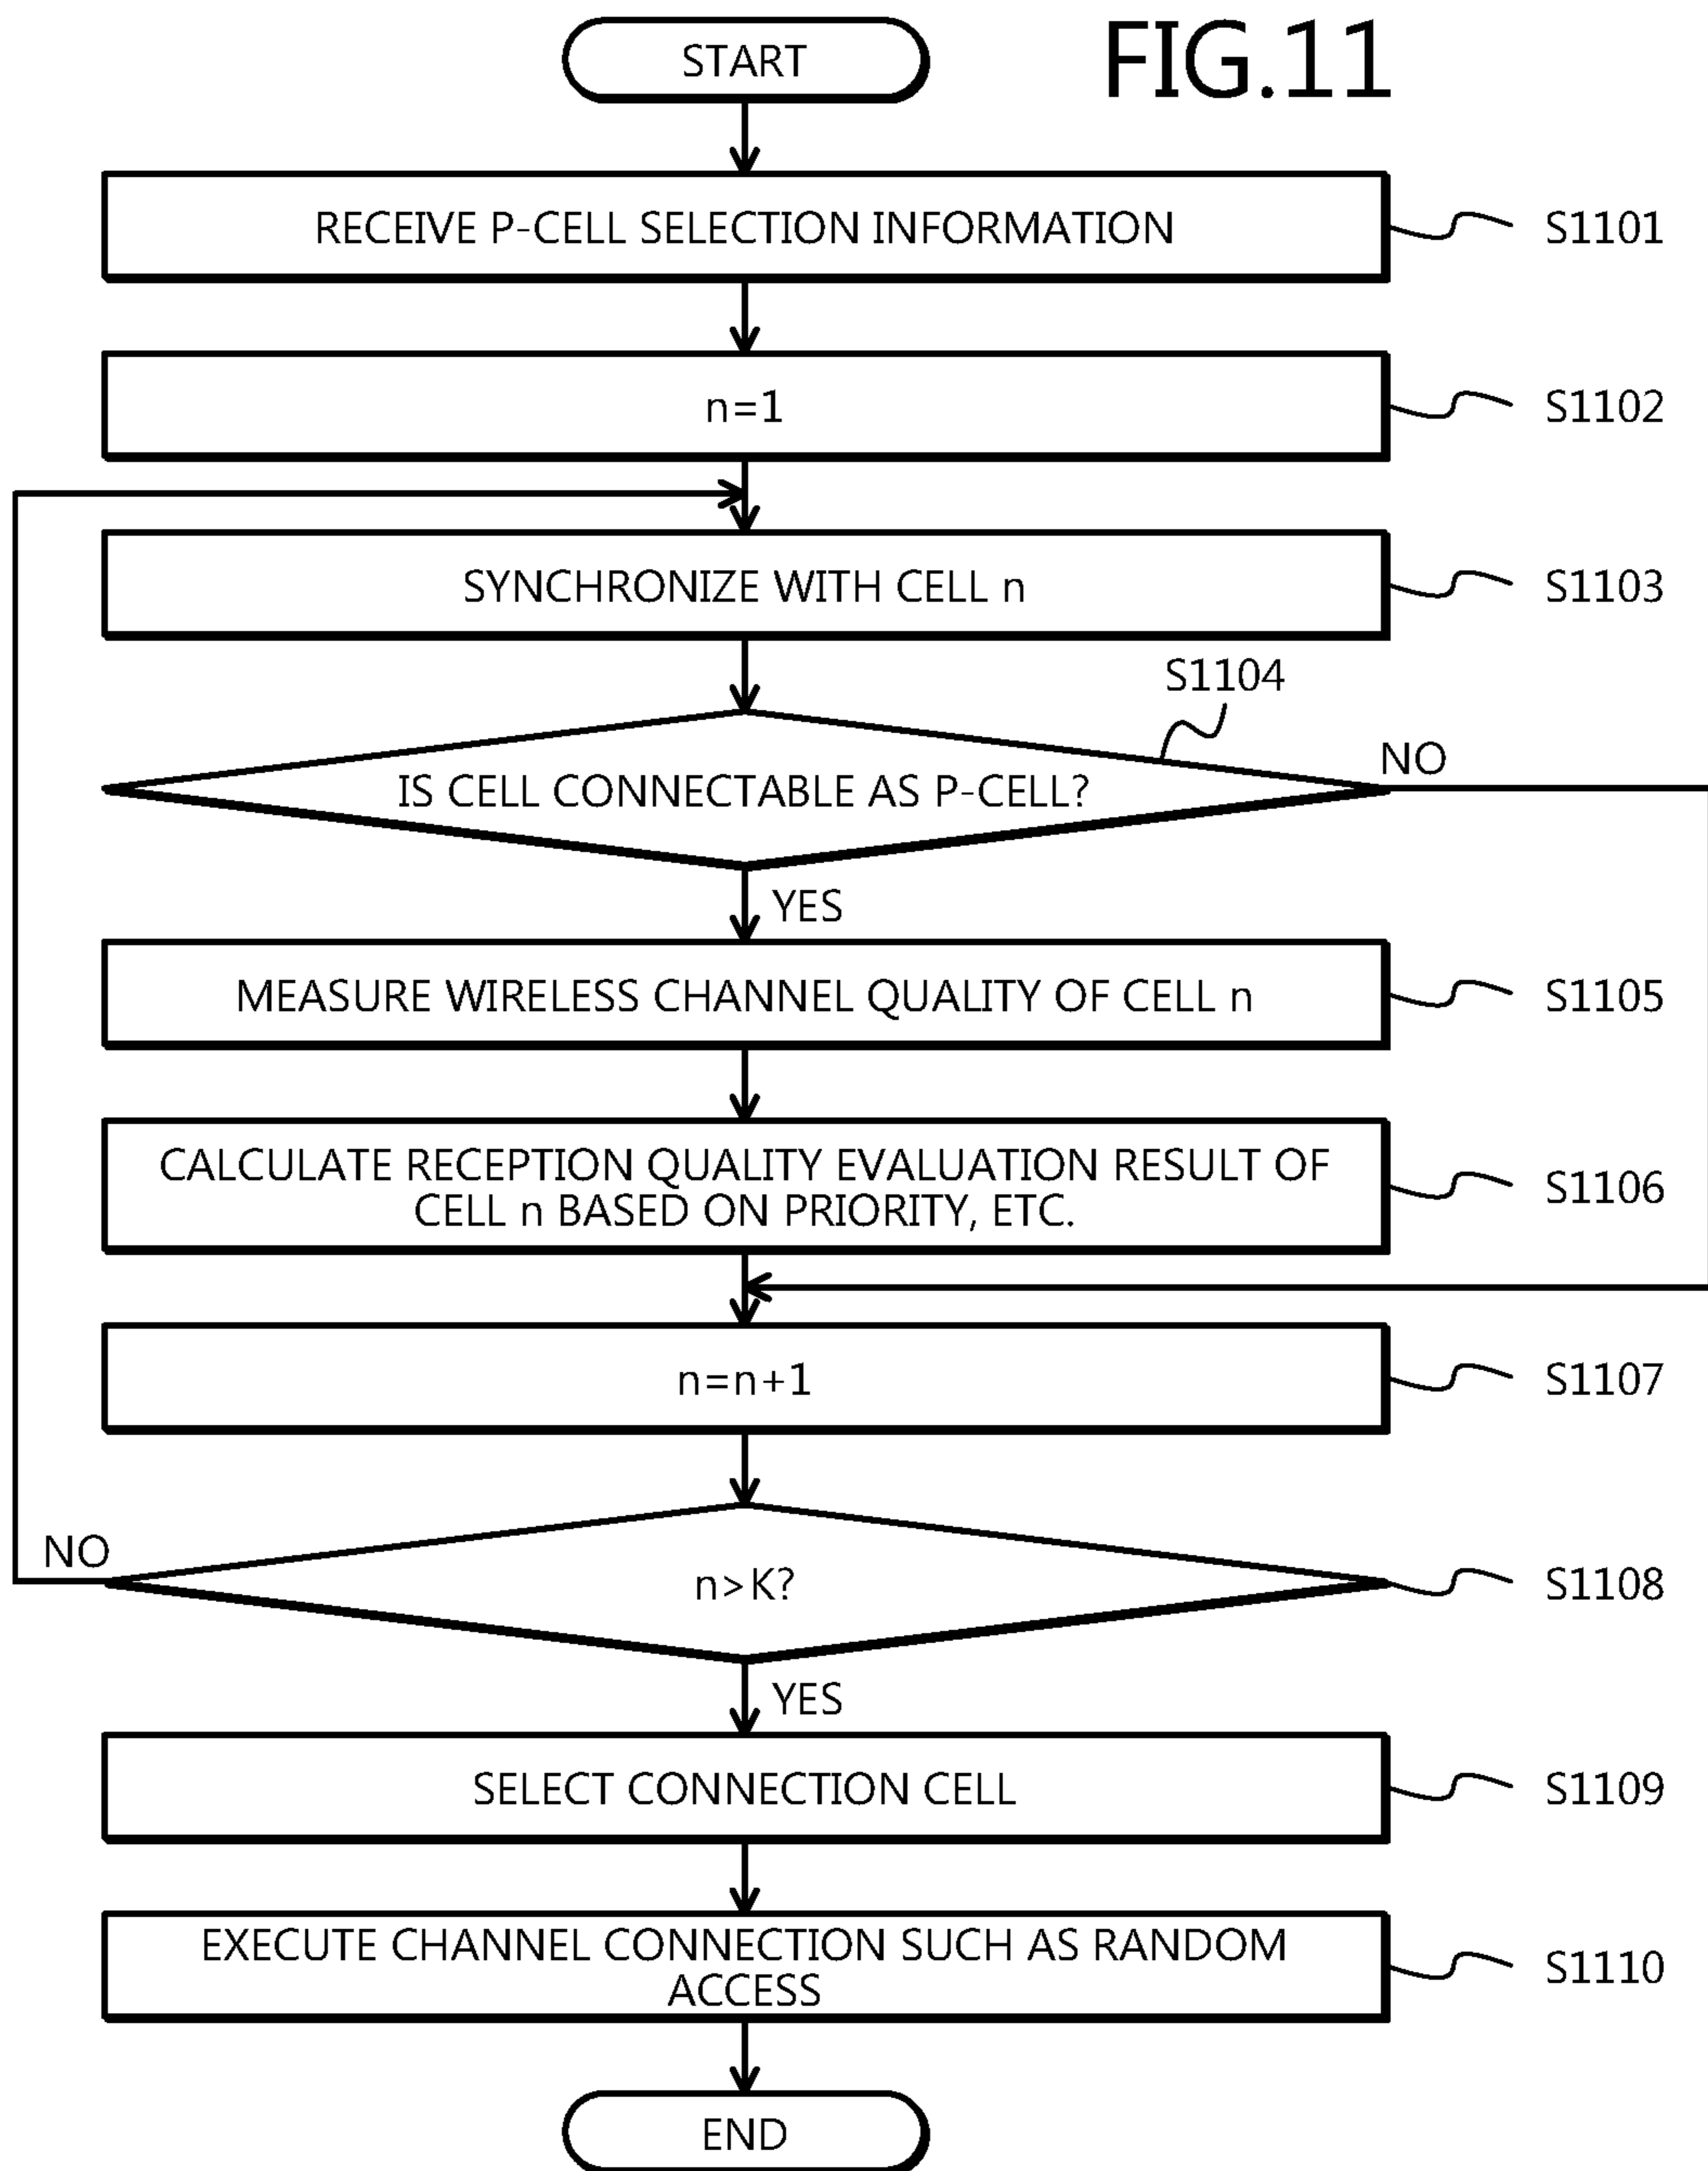 FIG.11
START
RECEIVE P-CELL SELECTION INFORMATION
S1101
n=1
S1102
SYNCHRONIZE WITH CELL n
S1103
S1104
IS CELL CONNECTABLE AS P-CELL?
NO
YES
MEASURE WIRELESS CHANNEL QUALITY OF CELL n
S1105
CALCULATE RECEPTION QUALITY EVALUATION RESULT OF
CELL n BASED ON PRIORITY, ETC.
S1106
n=n+1
S1107
NO
n>K?
S1108
YES
SELECT CONNECTION CELL
S1109
EXECUTE CHANNEL CONNECTION SUCH AS RANDOM
ACCESS
S1110
END